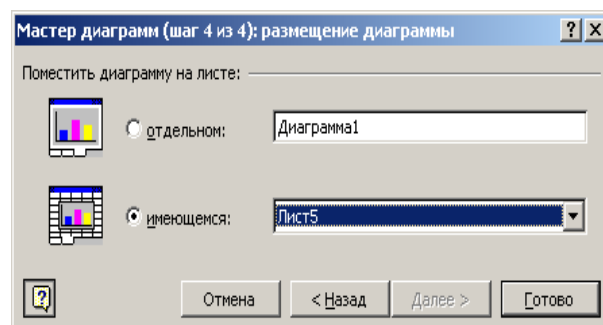 Мастер диаграмм (шаг 4 из 4): размещение диаграммы
Поместить диаграмму на листе:
отдельном: Диаграмма1
имеющемся: Лист5
Отмена < Назад Далее > Готово